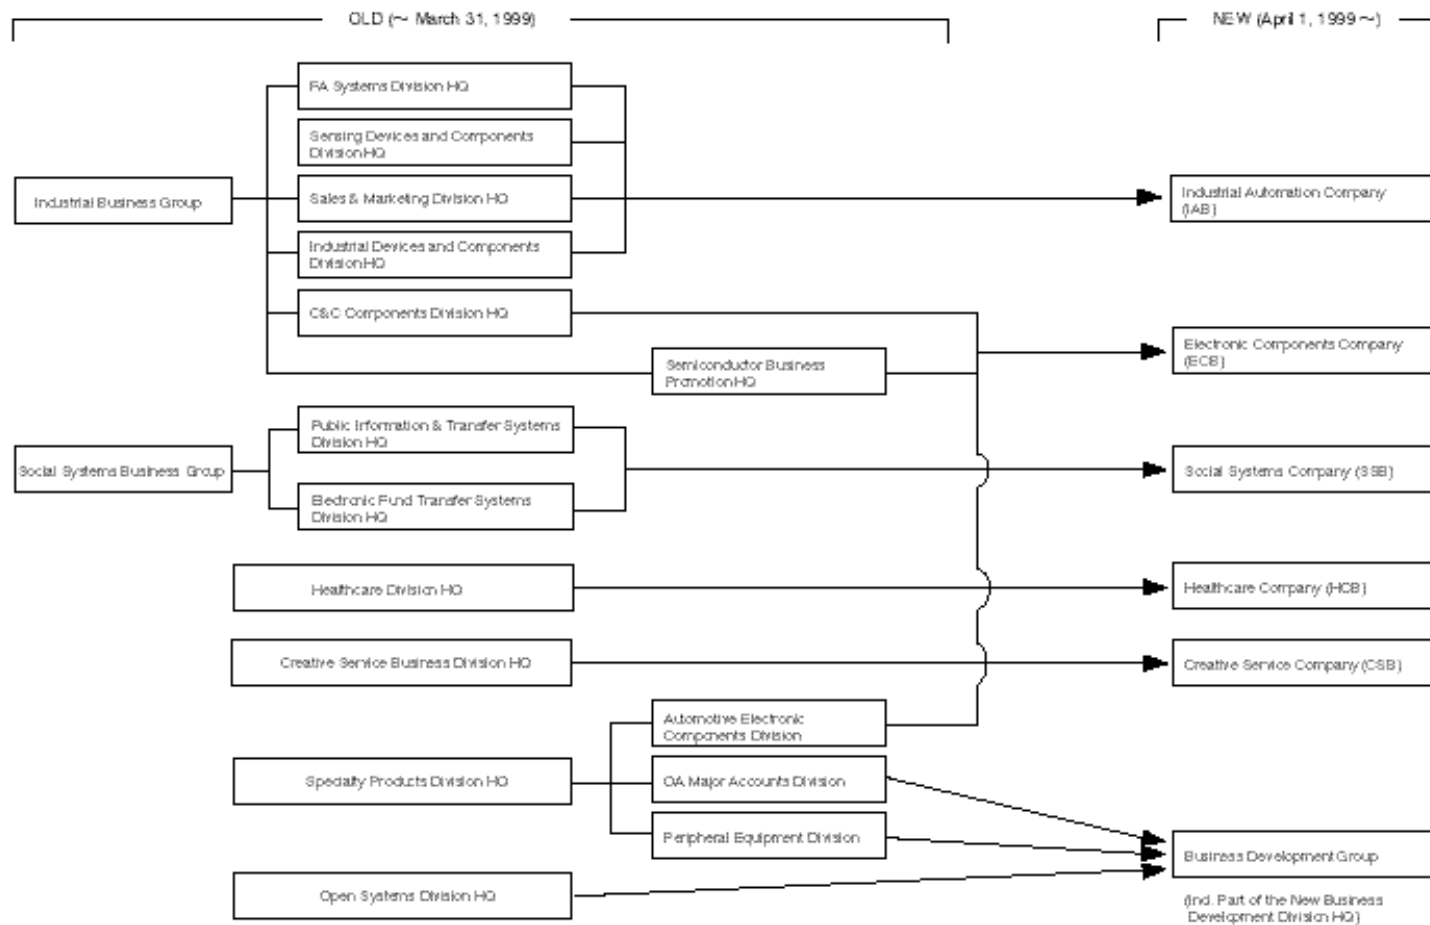 OLD (~ March 31, 1999)
NEW (April 1, 1999 ~)
FA Systems Division HQ
Sensing Devices and Components
Division HQ
Industrial Business Group
Sales & Marketing Division HQ
Industrial Automation Company
(IAB)
Industrial Devices and Components
Division HQ
C&C Components Division HQ
Semiconductor Business
Promotion HQ
Electronic Components Company
(ECB)
Public Information & Transfer Systems
Division HQ
Social Systems Business Group
Social Systems Company (SSB)
Electronic Fund Transfer Systems
Division HQ
Healthcare Division HQ
Healthcare Company (HCB)
Creative Service Business Division HQ
Creative Service Company (CSB)
Automotive Electronic
Components Division
Specialty Products Division HQ
OA Major Accounts Division
Peripheral Equipment Division
Business Development Group
Open Systems Division HQ
(Incl. Part of the New Business
Development Division HQ)